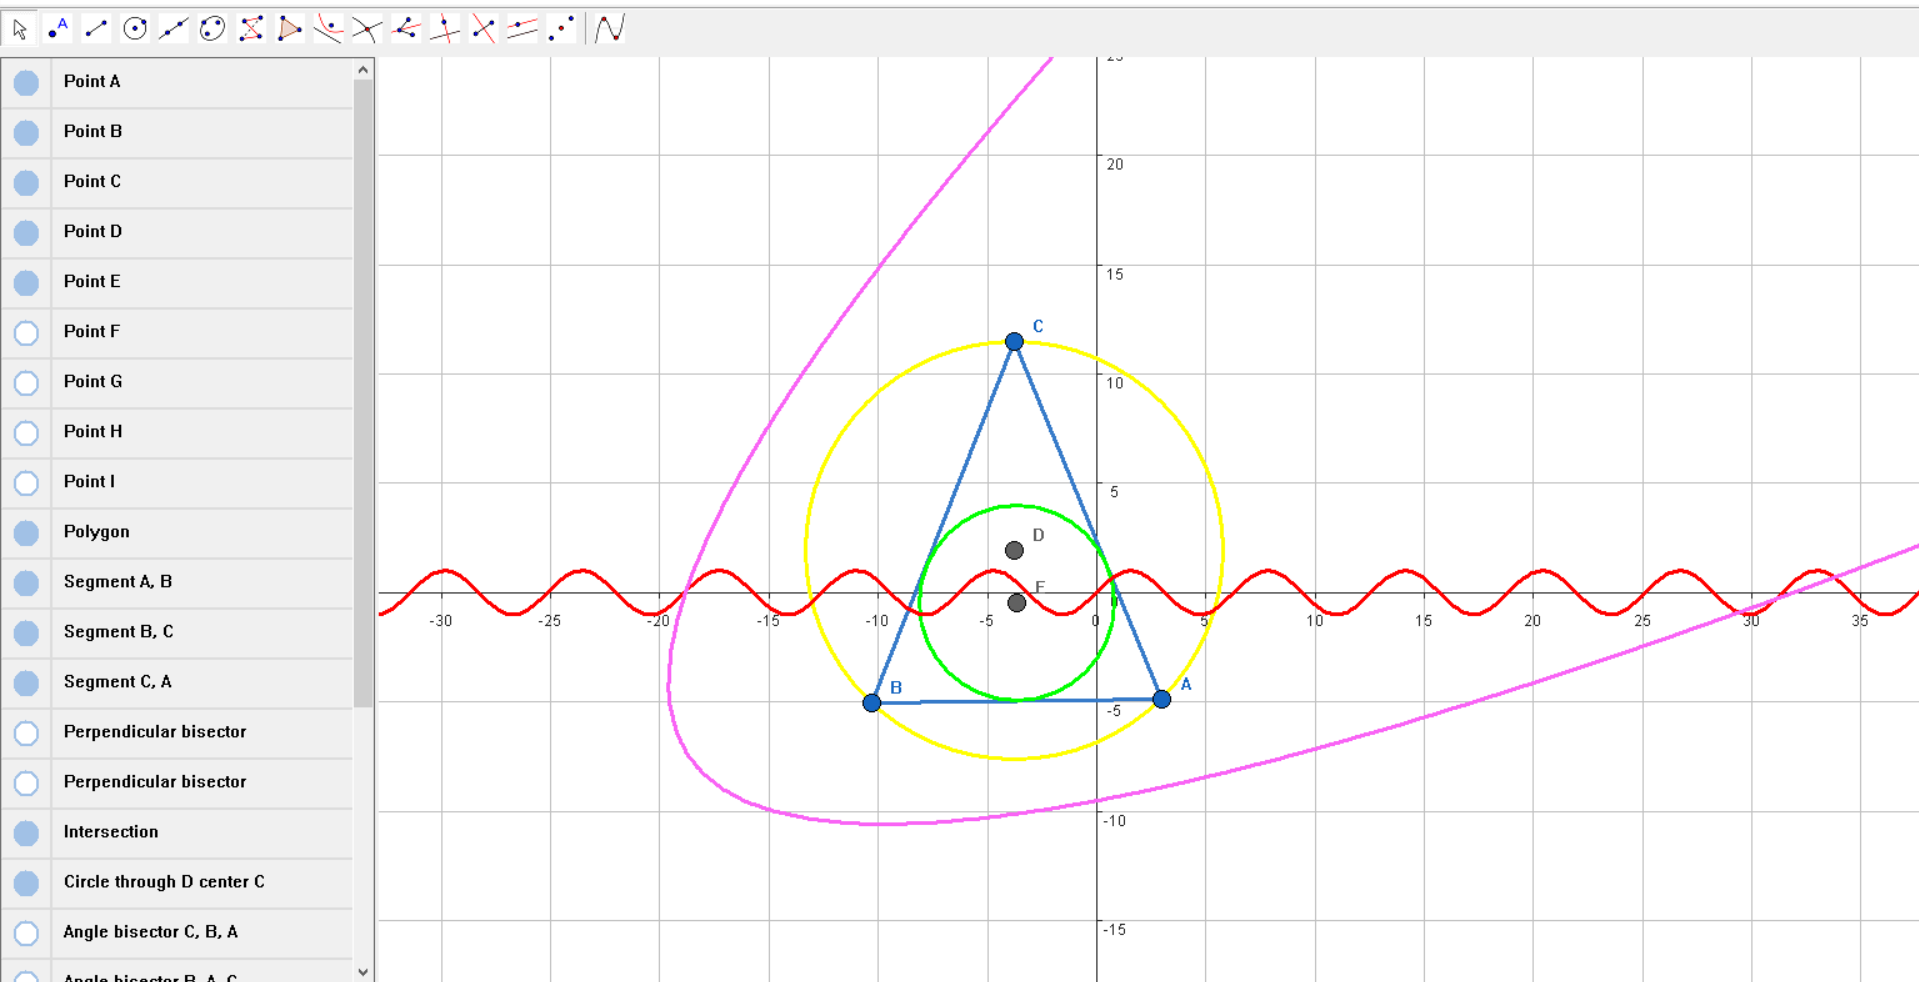 A
Point A
Point B
Point C
Point D
Point E
Point F
Point G
Point H
Point I
Polygon
Segment A, B
Segment B, C
Segment C, A
Perpendicular bisector
Perpendicular bisector
Intersection
Circle through D center C
Angle bisector C, B, A
Angle bisector B, A, C
25
20
15
10
5
-5
-10
-15
-30
-25
-20
-15
-10
-5
0
5
10
15
20
25
30
35
C
D
B
A